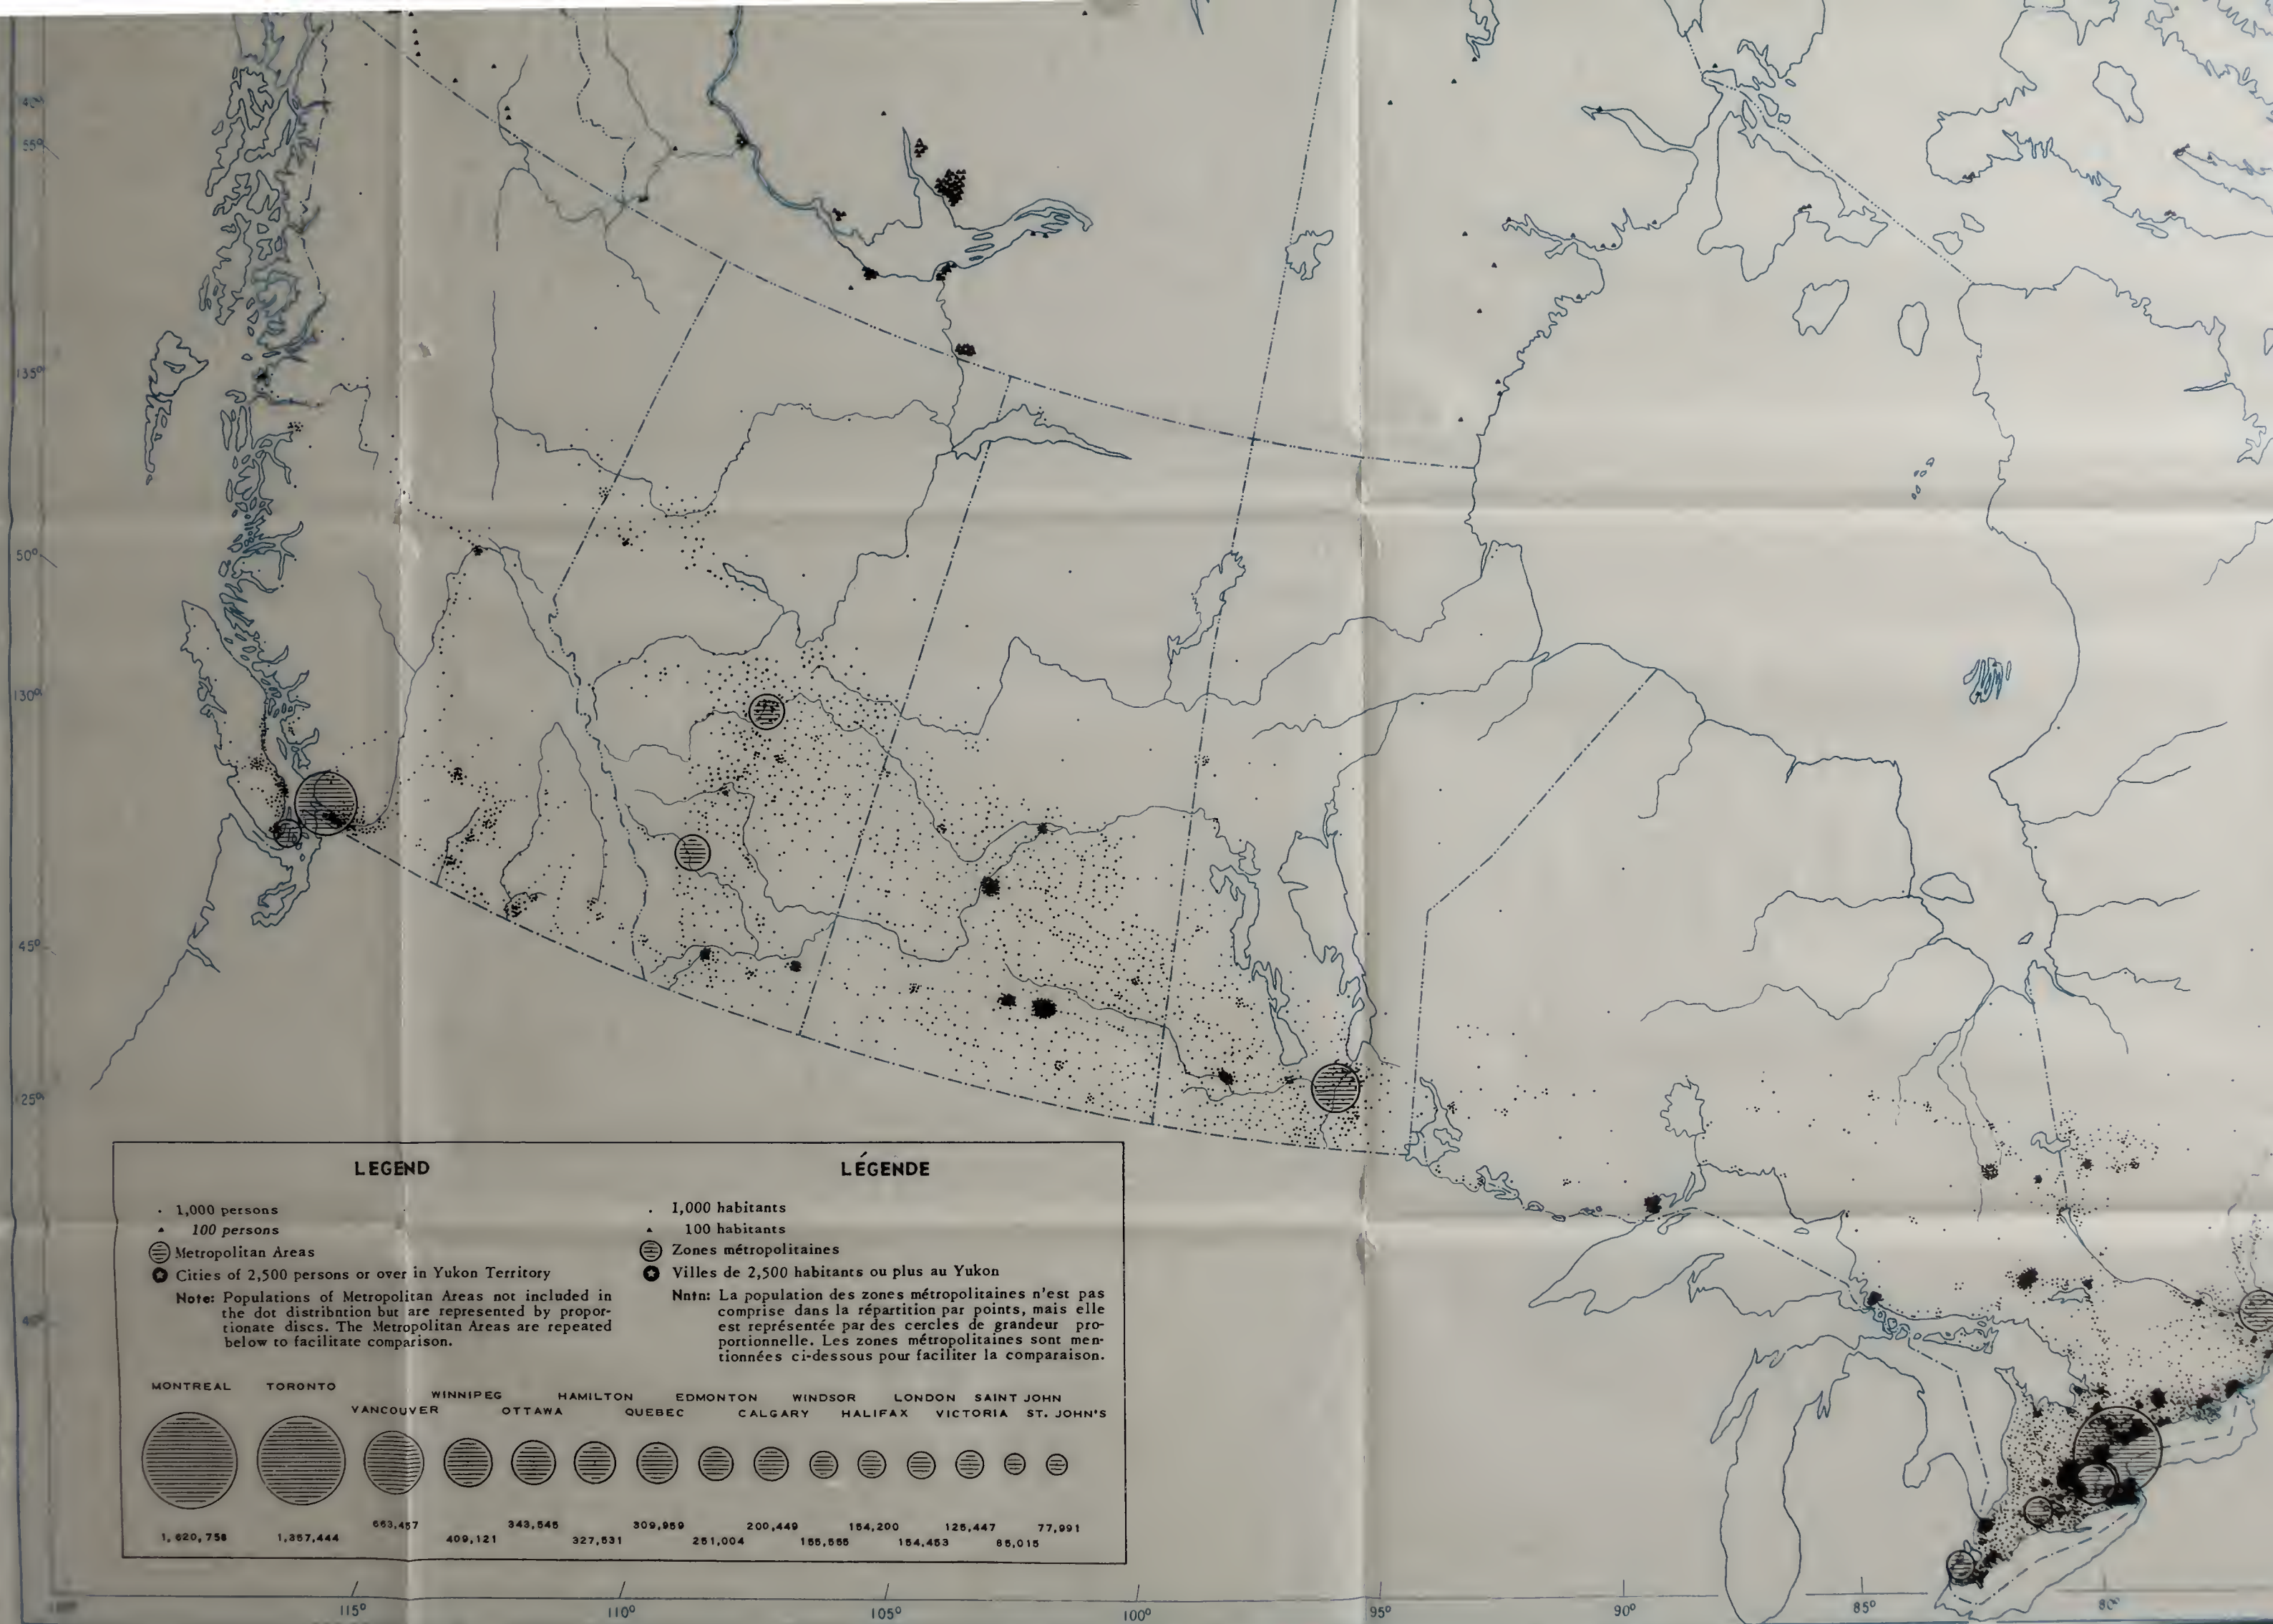 40°
55°
135°
50°
130°
45°
125°
40°
LEGEND
1,000 persons
100 persons
Metropolitan Areas
Cities of 2,500 persons or over in Yukon Territory
Note: Populations of Metropolitan Areas not included in
the dot distribntion but are represented by propor-
tionate discs. The Metropolitan Areas are repeated
below to facilitate comparison.
LÉGENDE
1,000 habitants
100 habitants
Zones métropolitaines
Villes de 2,500 habitants ou plus au Yukon
Nntn: La population des zones métropolitaines n'est pas
comprise dans la répartition par points, mais elle
est représentée par des cercles de grandeur pro-
portionnelle. Les zones métropolitaines sont men-
tionnées ci-dessous pour faciliter la comparaison.
MONTREAL TORONTO
VANCOUVER
WINNIPEG
OTTAWA
HAMILTON
QUEBEC
EDMONTON
CALGARY
WINDSOR
HALIFAX
LONDON
VICTORIA
SAINT JOHN
ST. JOHN'S
1,620,758
1,357,444
663,457
409,121
343,545
327,531
309,959
251,004
200,449
155,555
154,200
154,453
125,447
85,015
77,991
115°
110°
105°
100°
95°
90°
85°
80°